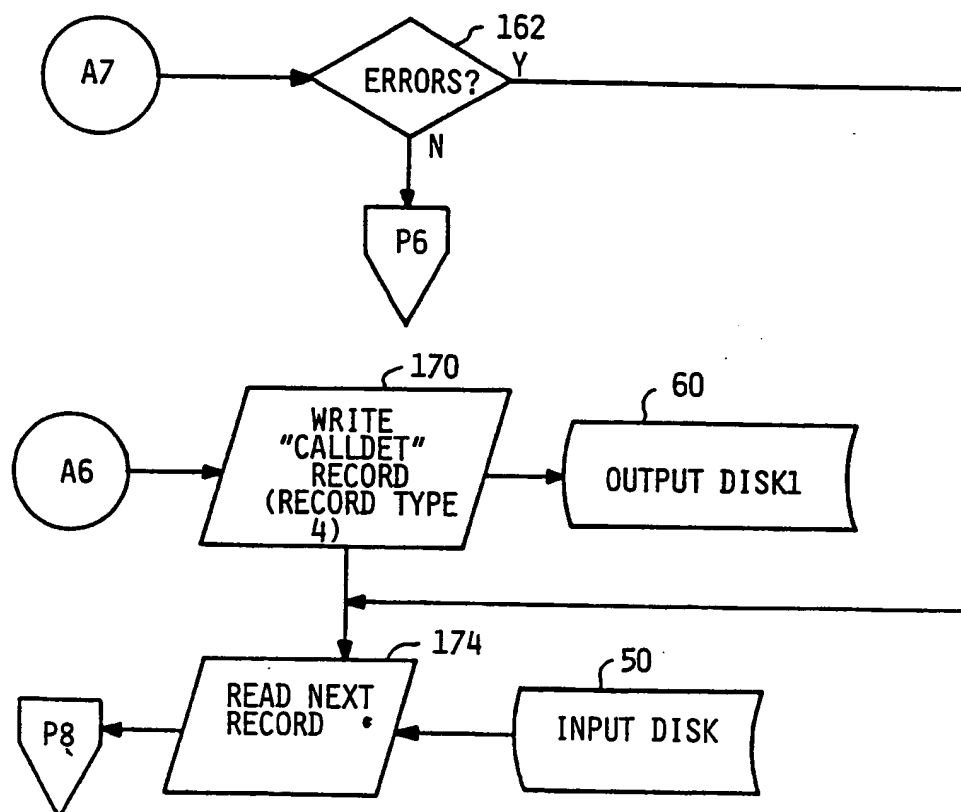 162
A7
ERRORS?
Y
N
P6
170
60
WRITE
"CALLDET"
RECORD
(RECORD TYPE
4)
A6
OUTPUT DISK1
174
50
READ NEXT
RECORD
INPUT DISK
P8